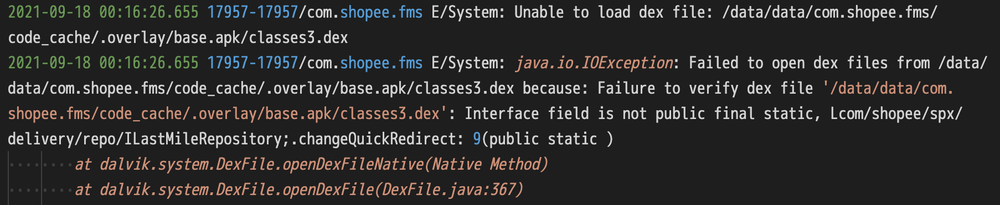 2021-09-18 00:16:26.655 17957-17957/com.shopee.fms E/System: Unable to load dex file: /data/data/com.shopee.fms/
code_cache/.overlay/base.apk/classes3.dex
2021-09-18 00:16:26.655 17957-17957/com.shopee.fms E/System: java.io.IOException: Failed to open dex files from /data/
data/com.shopee.fms/code_cache/.overlay/base.apk/classes3.dex because: Failure to verify dex file '/data/data/com.
shopee.fms/code_cache/.overlay/base.apk/classes3.dex': Interface field is not public final static, Lcom/shopee/spx/
delivery/repo/ILastMileRepository;.changeQuickRedirect: 9(public static )
at dalvik.system.DexFile.openDexFileNative(Native Method)
at dalvik.system.DexFile.openDexFile(DexFile.java:367)